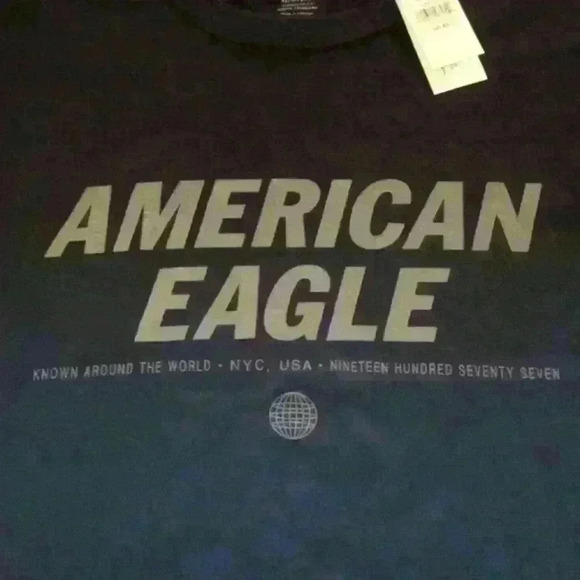 AMERICAN
EAGLE
KNOWN AROUND THE WORLD • NYC, USA • NINETEEN HUNDRED SEVENTY SEVEN